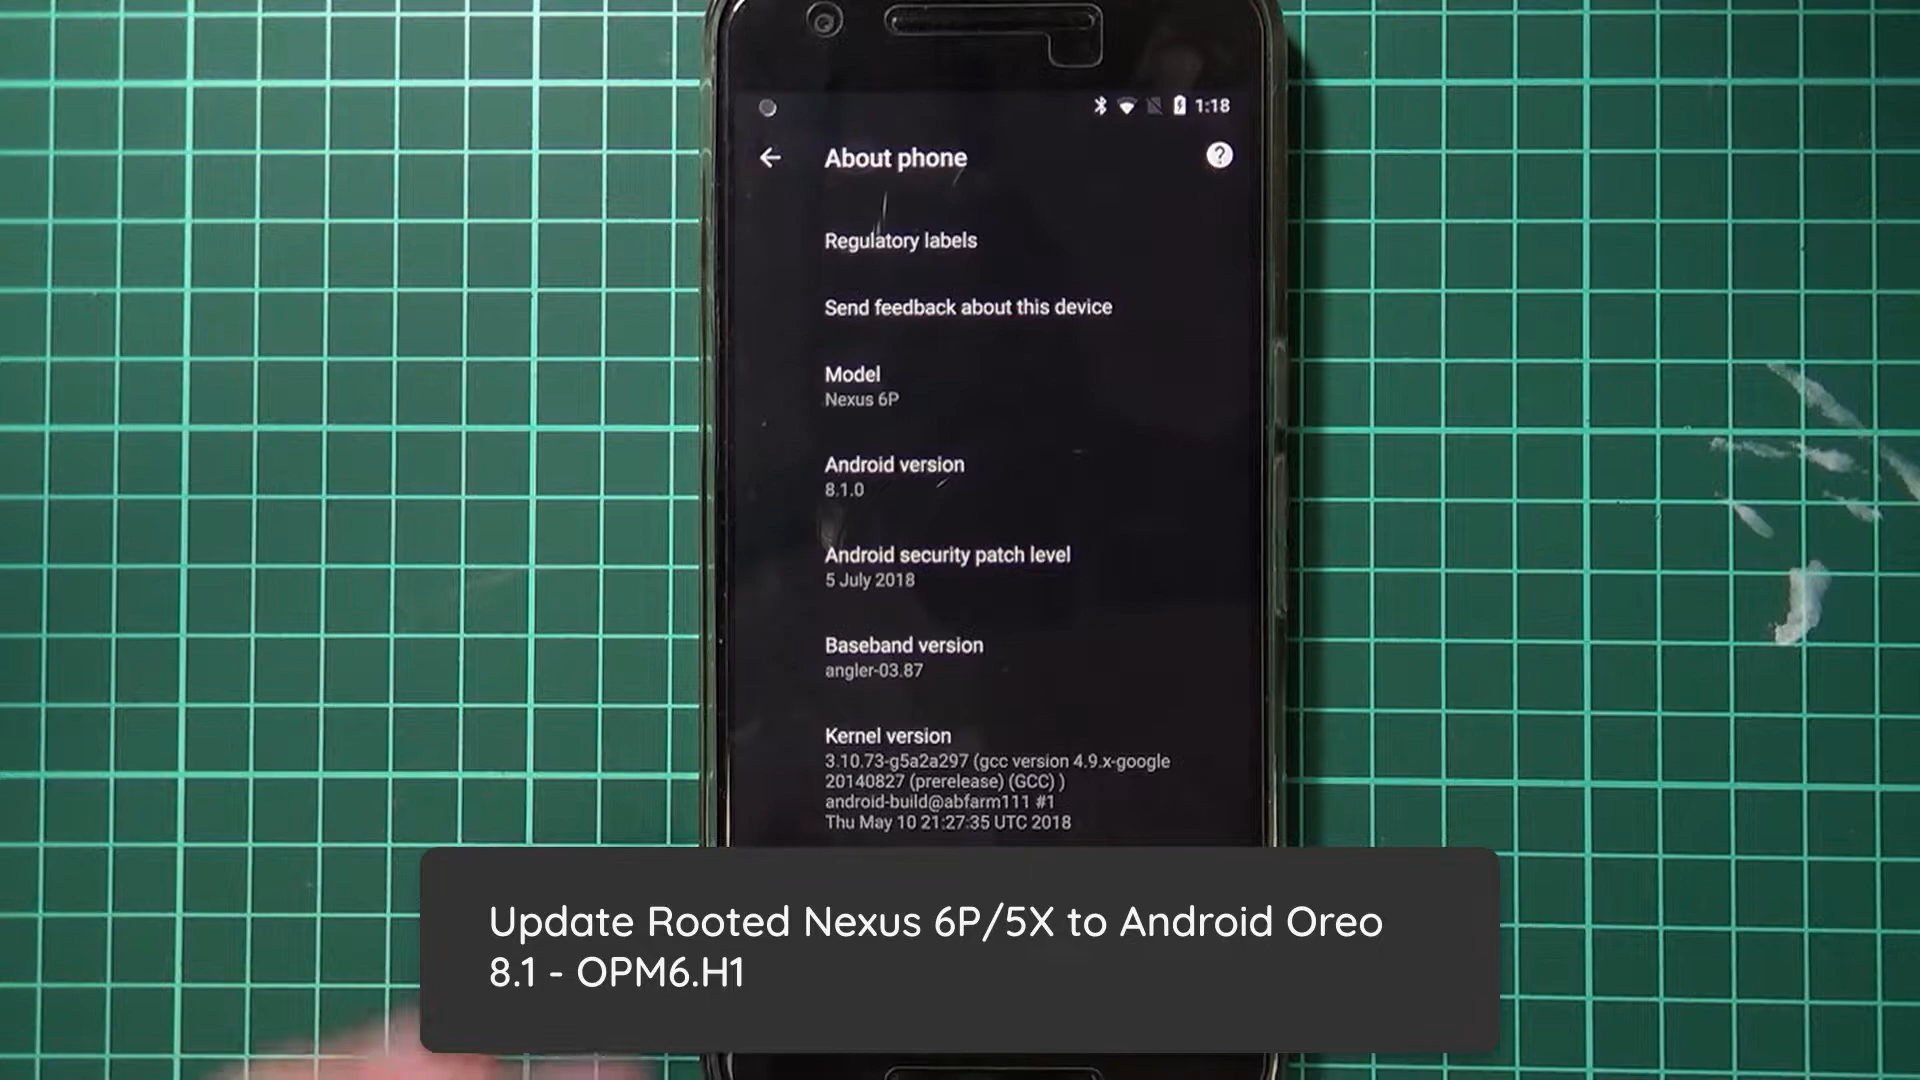 1:18
About phone
Regulatory labels
Send feedback about this device
Model
Nexus 6P
Android version
8.1.0
Android security patch level
5 July 2018
Baseband version
angler-03.87
Kernel version
3.10.73-g5a2a297 (gcc version 4.9.x-google
20140827 (prerelease) (GCC) )
android-build@abfarm111 #1
Thu May 10 21:27:35 UTC 2018
Update Rooted Nexus 6P/5X to Android Oreo
8.1 - OPM6.H1